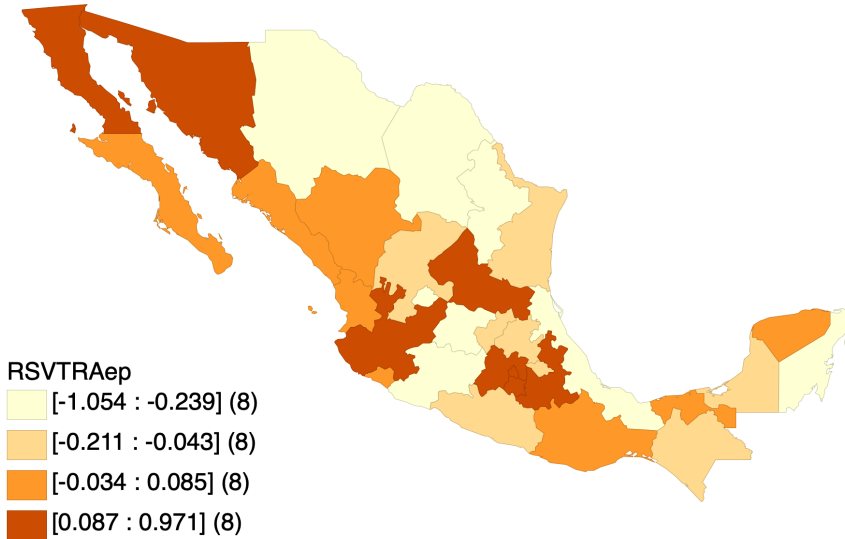 RSVTRAep
[-1.054 : -0.239] (8)
[-0.211 : -0.043] (8)
[-0.034 : 0.085] (8)
[0.087 : 0.971] (8)